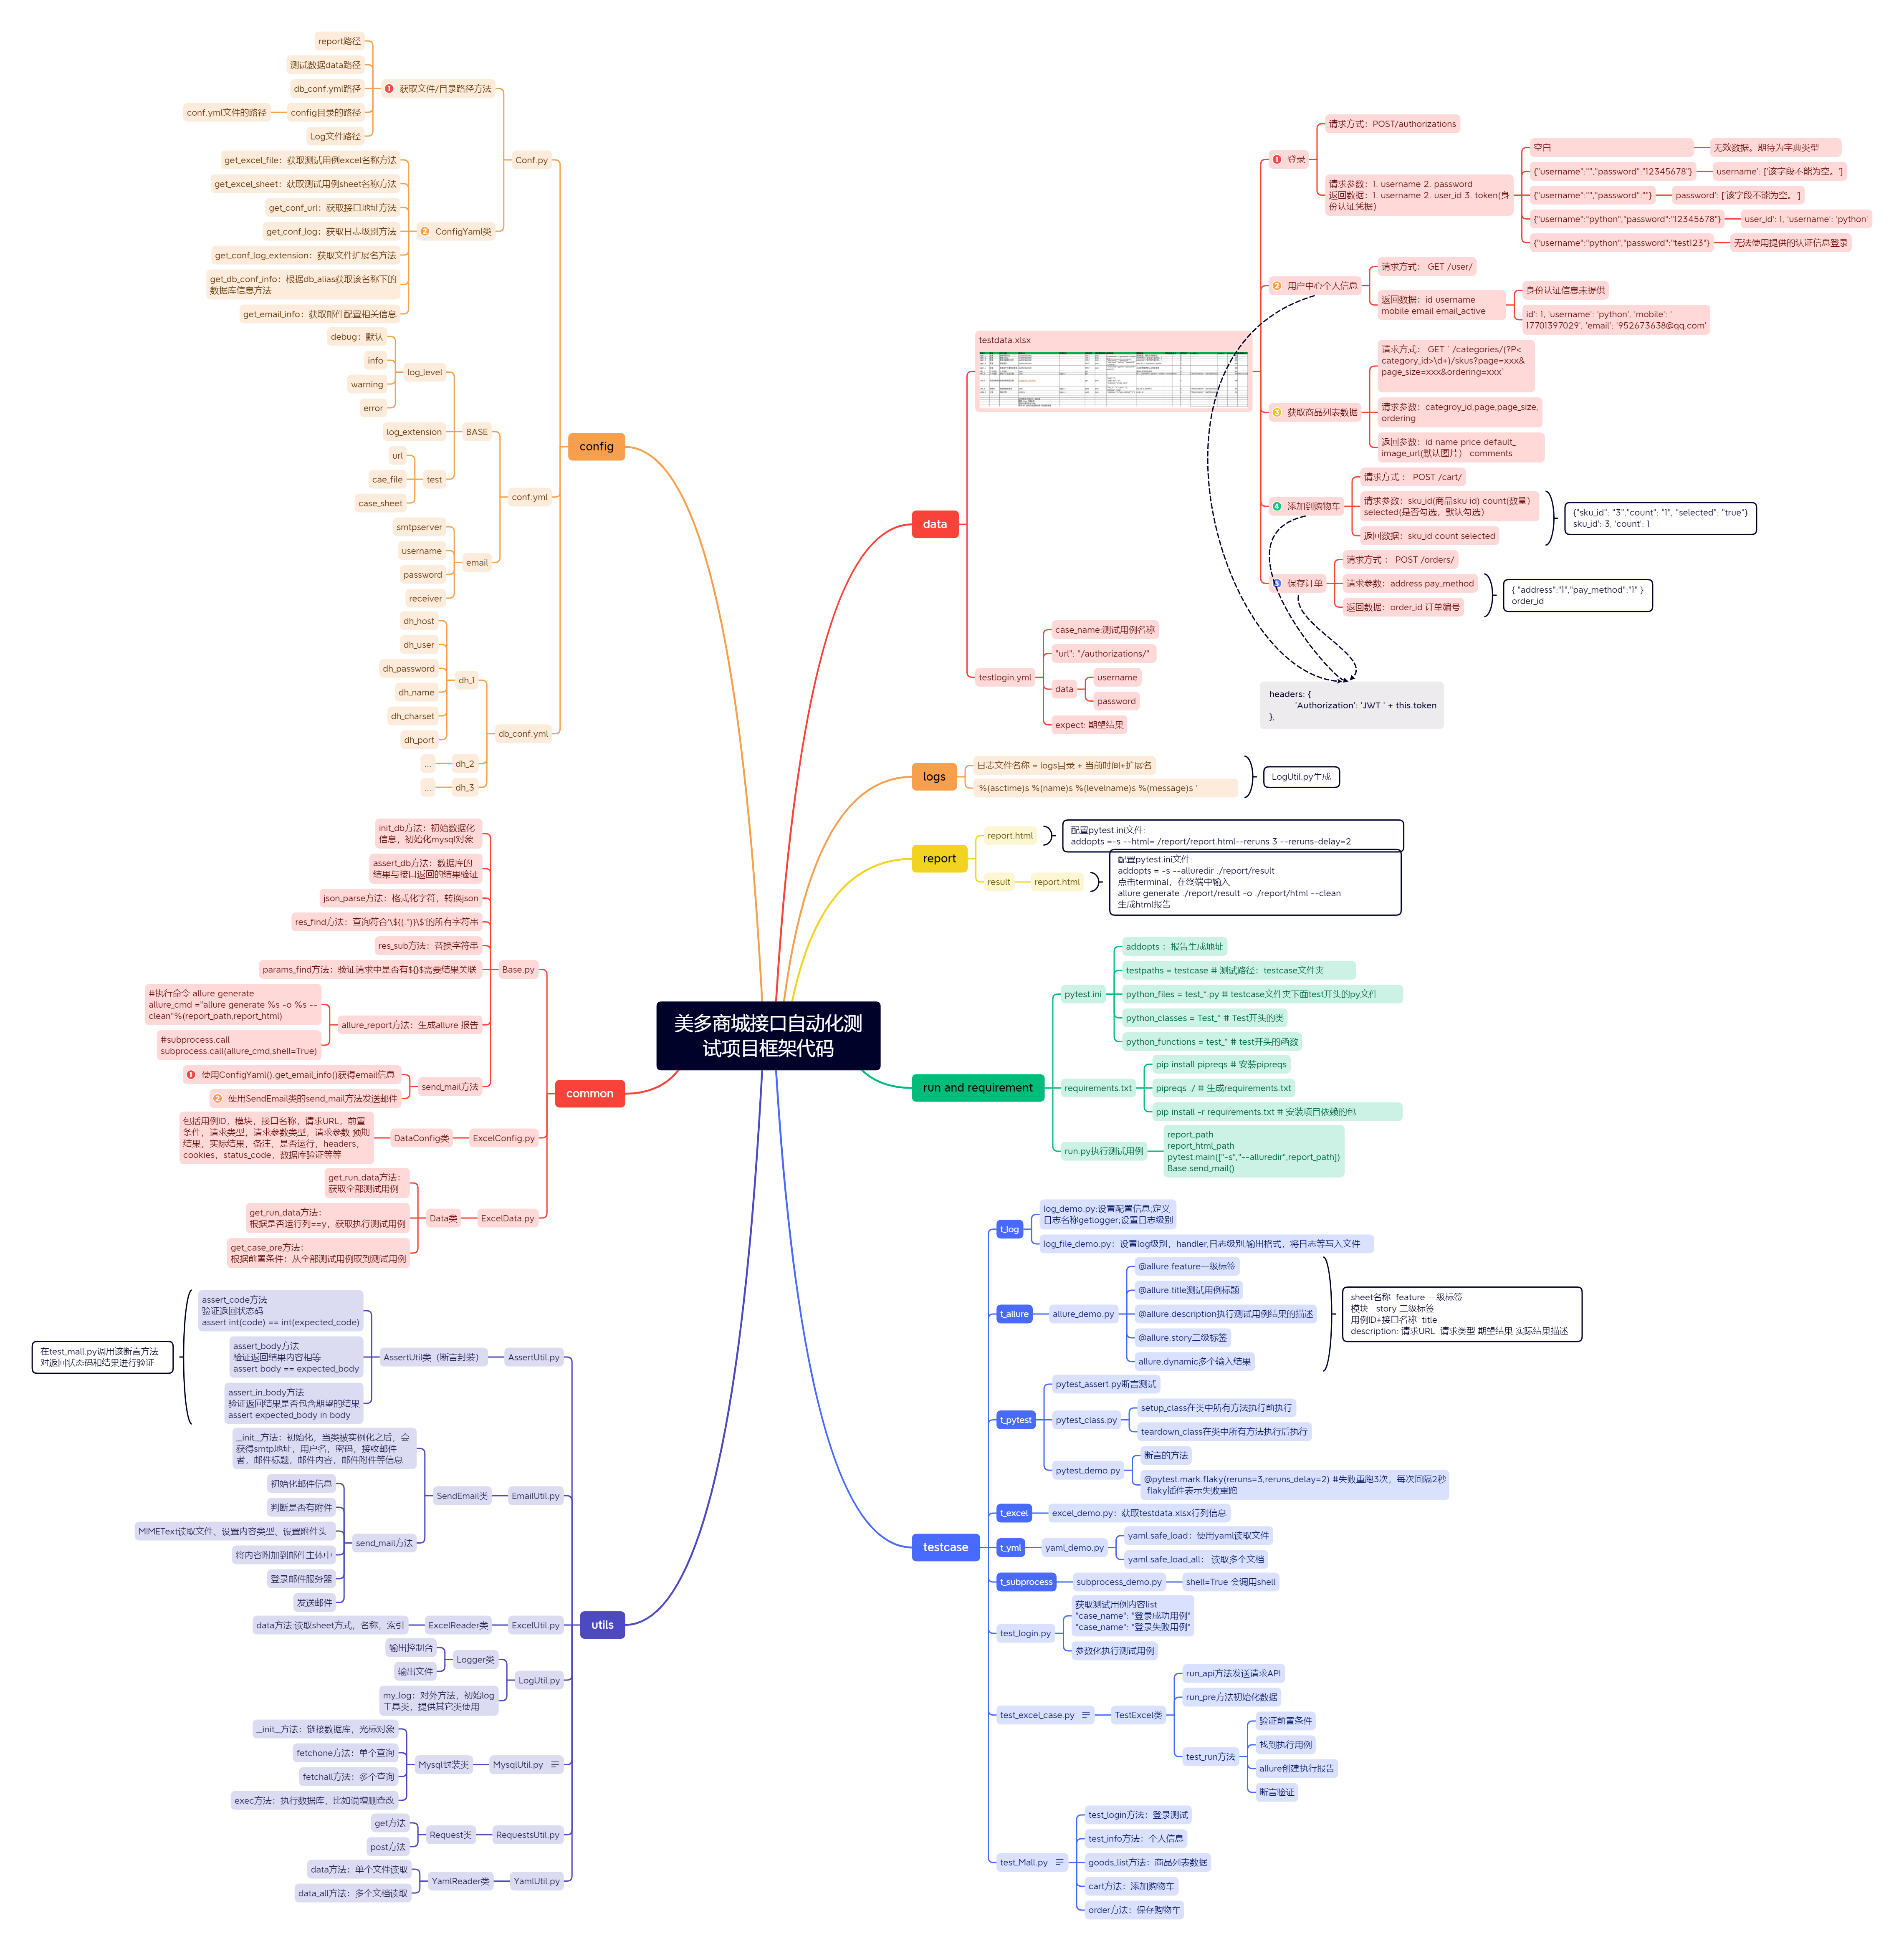 美多商城接口自动化测
试项目框架代码
config
Conf.py
获取文件/目录路径方法
report路径
测试数据data路径
db_conf.yml路径
config目录的路径
conf.yml文件的路径
Log文件路径
ConfigYaml类
get_excel_file：获取测试用例excel名称方法
get_excel_sheet：获取测试用例sheet名称方法
get_conf_url：获取接口地址方法
get_conf_log：获取日志级别方法
get_conf_log_extension：获取文件扩展名方法
get_db_conf_info：根据db_alias获取该名称下的
数据库信息方法
get_email_info：获取邮件配置相关信息
conf.yml
BASE
log_level
debug：默认
info
warning
error
log_extension
test
url
cae_file
case_sheet
email
smtpserver
username
password
receiver
db_conf.yml
dh_1
dh_host
dh_user
dh_password
dh_name
dh_charset
dh_port
dh_2
...
dh_3
...
common
Base.py
init_db方法：初始数据化
信息，初始化mysql对象
assert_db方法：数据库的
结果与接口返回的结果验证
json_parse方法：格式化字符，转换json
res_find方法：查询符合'\${(.*)}\$'的所有字符串
res_sub方法：替换字符串
params_find方法：验证请求中是否有${}$需要结果关联
allure_report方法：生成allure 报告
#执行命令 allure generate
allure_cmd ="allure generate %s -o %s --
clean"%(report_path,report_html)
#subprocess.call
subprocess.call(allure_cmd,shell=True)
send_mail方法
使用ConfigYaml().get_email_info()获得email信息
使用SendEmail类的send_mail方法发送邮件
ExcelConfig.py
DataConfig类
包括用例ID，模块，接口名称，请求URL，前置
条件，请求类型，请求参数类型，请求参数 预期
结果，实际结果，备注，是否运行，headers，
cookies，status_code，数据库验证等等
ExcelData.py
Data类
get_run_data方法：
获取全部测试用例
get_run_data方法：
根据是否运行列==y，获取执行测试用例
get_case_pre方法：
根据前置条件：从全部测试用例取到测试用例
utils
AssertUtil.py
AssertUtil类（断言封装）
assert_code方法
验证返回状态码
assert int(code) == int(expected_code)
assert_body方法
验证返回结果内容相等
assert body == expected_body
assert_in_body方法
验证返回结果是否包含期望的结果
assert expected_body in body
在test_mall.py调用该断言方法
对返回状态码和结果进行验证
EmailUtil.py
SendEmail类
__init__方法：初始化，当类被实例化之后，会
获得smtp地址，用户名，密码，接收邮件
者，邮件标题，邮件内容，邮件附件等信息
send_mail方法
初始化邮件信息
判断是否有附件
MIMEText读取文件、设置内容类型、设置附件头
将内容附加到邮件主体中
登录邮件服务器
发送邮件
ExcelUtil.py
ExcelReader类
data方法:读取sheet方式，名称，索引
LogUtil.py
Logger类
输出控制台
输出文件
my_log：对外方法，初始log
工具类，提供其它类使用
MysqlUtil.py
Mysql封装类
__init__方法：链接数据库，光标对象
fetchone方法：单个查询
fetchall方法：多个查询
exec方法：执行数据库，比如说增删查改
RequestsUtil.py
Request类
get方法
post方法
YamlUtil.py
YamlReader类
data方法：单个文件读取
data_all方法：多个文档读取
data
testdata.xlsx
1 登录
请求方式：POST/authorizations
请求参数：1. username 2. password
返回数据：1. username 2. user_id 3. token(身
份认证凭据)
空白
无效数据。期待为字典类型
{"username":"","password":"12345678"}
username': ['该字段不能为空。']
{"username":"","password":""}
password': ['该字段不能为空。']
{"username":"python","password":"12345678"}
user_id': 1, 'username': 'python'
{"username":"python","password":"test123"}
无法使用提供的认证信息登录
2 用户中心个人信息
请求方式： GET /user/
返回数据：id username
mobile email email_active
身份认证信息未提供
id': 1, 'username': 'python', 'mobile': '
17701397029', 'email': '952673638@qq.com'
3 获取商品列表数据
请求方式： GET ` /categories/(?P<
category_id>\d+)/skus?page=xxx&
page_size=xxx&ordering=xxx`
请求参数：categroy_id,page,page_size,
ordering
返回参数：id name price default_
image_url(默认图片) comments
4 添加到购物车
请求方式 ： POST /cart/
请求参数：sku_id(商品sku id) count(数量)
selected(是否勾选，默认勾选)
返回数据：sku_id count selected
{"sku_id": "3","count": "1", "selected": "true"}
sku_id': 3, 'count': 1
保存订单
请求方式 ： POST /orders/
请求参数：address pay_method
返回数据：order_id 订单编号
{ "address":"1","pay_method":"1" }
order_id
headers: {
'Authorization': 'JWT ' + this.token
},
testlogin.yml
case_name:测试用例名称
"url": "/authorizations/"
data
username
password
expect: 期望结果
logs
日志文件名称 = logs目录 + 当前时间+扩展名
'%(asctime)s %(name)s %(levelname)s %(message)s '
LogUtil.py生成
report
report.html
配置pytest.ini文件:
addopts =-s --html=./report/report.html--reruns 3 --reruns-delay=2
result
report.html
配置pytest.ini文件:
addopts = -s --alluredir ./report/result
点击terminal，在终端中输入
allure generate ./report/result -o ./report/html --clean
生成html报告
run and requirement
pytest.ini
addopts ：报告生成地址
testpaths = testcase # 测试路径：testcase文件夹
python_files = test_*.py # testcase文件夹下面test开头的py文件
python_classes = Test_* # Test开头的类
python_functions = test_* # test开头的函数
requirements.txt
pip install pipreqs # 安装pipreqs
pipreqs ./ # 生成requirements.txt
pip install -r requirements.txt # 安装项目依赖的包
run.py执行测试用例
report_path
report_html_path
pytest.main(["-s","--alluredir",report_path])
Base.send_mail()
testcase
t_log
log_demo.py:设置配置信息;定义
日志名称getlogger;设置日志级别
log_file_demo.py：设置log级别，handler,日志级别,输出格式，将日志等写入文件
t_allure
allure_demo.py
@allure.feature一级标签
@allure.title测试用例标题
@allure.description执行测试用例结果的描述
@allure.story二级标签
allure.dynamic多个输入结果
sheet名称 feature 一级标签
模块 story 二级标签
用例ID+接口名称 title
description: 请求URL 请求类型 期望结果 实际结果描述
t_pytest
pytest_assert.py断言测试
pytest_class.py
setup_class在类中所有方法执行前执行
teardown_class在类中所有方法执行后执行
pytest_demo.py
断言的方法
@pytest.mark.flaky(reruns=3,reruns_delay=2) #失败重跑3次，每次间隔2秒
flaky插件表示失败重跑
t_excel
excel_demo.py：获取testdata.xlsx行列信息
t_yml
yaml_demo.py
yaml.safe_load：使用yaml读取文件
yaml.safe_load_all： 读取多个文档
t_subprocess
subprocess_demo.py
shell=True 会调用shell
test_login.py
获取测试用例内容list
"case_name": "登录成功用例"
"case_name": "登录失败用例"
参数化执行测试用例
test_excel_case.py
TestExcel类
run_api方法发送请求API
run_pre方法初始化数据
test_run方法
验证前置条件
找到执行用例
allure创建执行报告
断言验证
test_Mall.py
test_login方法：登录测试
test_info方法：个人信息
goods_list方法：商品列表数据
cart方法：添加购物车
order方法：保存购物车